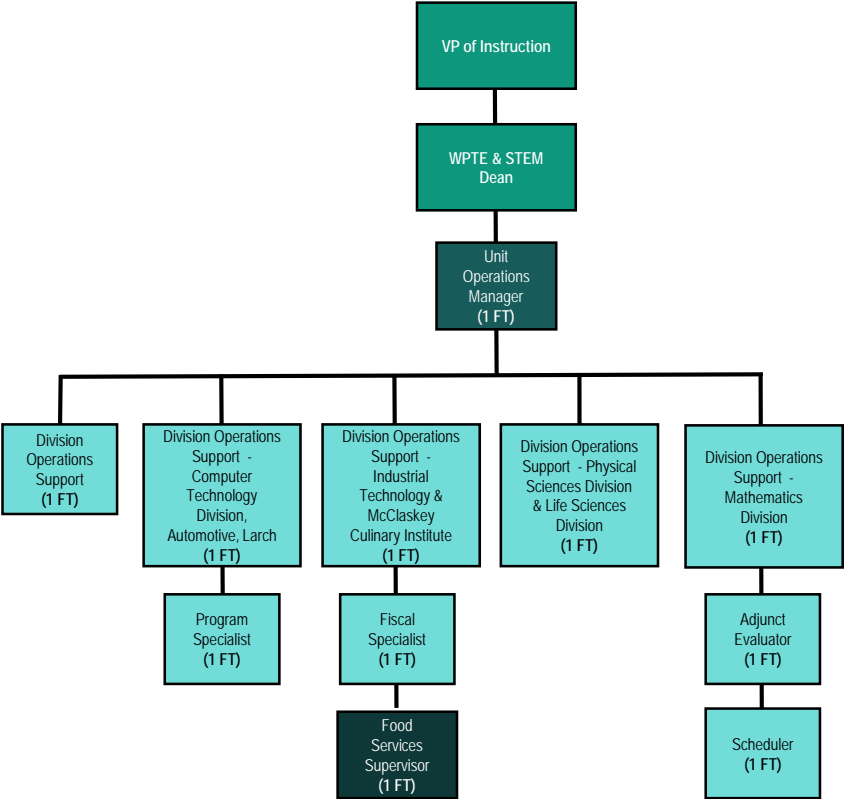 VP of Instruction
WPTE & STEM
Dean
Unit
Operations
Manager
(1 FT)
Division
Operations
Support
(1 FT)
Division Operations
Support -
Computer
Technology
Division,
Automotive, Larch
(1 FT)
Division Operations
Support -
Industrial
Technology &
McClaskey
Culinary Institute
(1 FT)
Division Operations
Support - Physical
Sciences Division
& Life Sciences
Division
(1 FT)
Division Operations
Support -
Mathematics
Division
(1 FT)
Program
Specialist
(1 FT)
Fiscal
Specialist
(1 FT)
Adjunct
Evaluator
(1 FT)
Food
Services
Supervisor
(1 FT)
Scheduler
(1 FT)